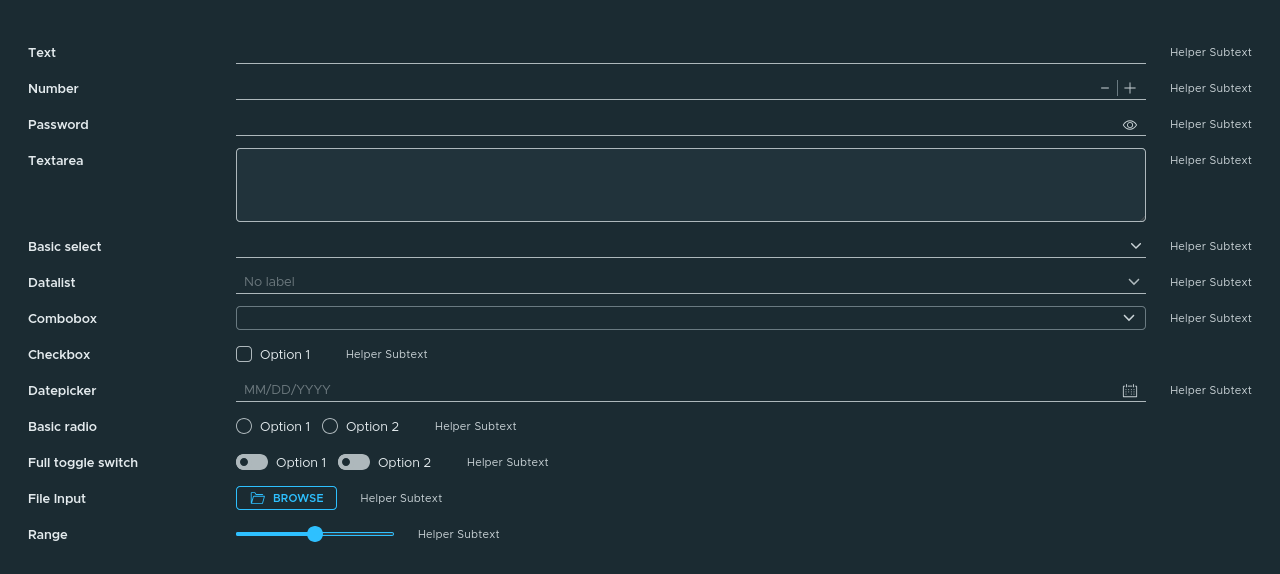 Text Helper Subtext
Number Helper Subtext
Password Helper Subtext
Textarea Helper Subtext
Basic select Helper Subtext
Datalist No label Helper Subtext
Combobox Helper Subtext
Checkbox Option 1 Helper Subtext
Datepicker MM/DD/YYYY Helper Subtext
Basic radio Option 1 Option 2 Helper Subtext
Full toggle switch Option 1 Option 2 Helper Subtext
File Input BROWSE Helper Subtext
Range Helper Subtext